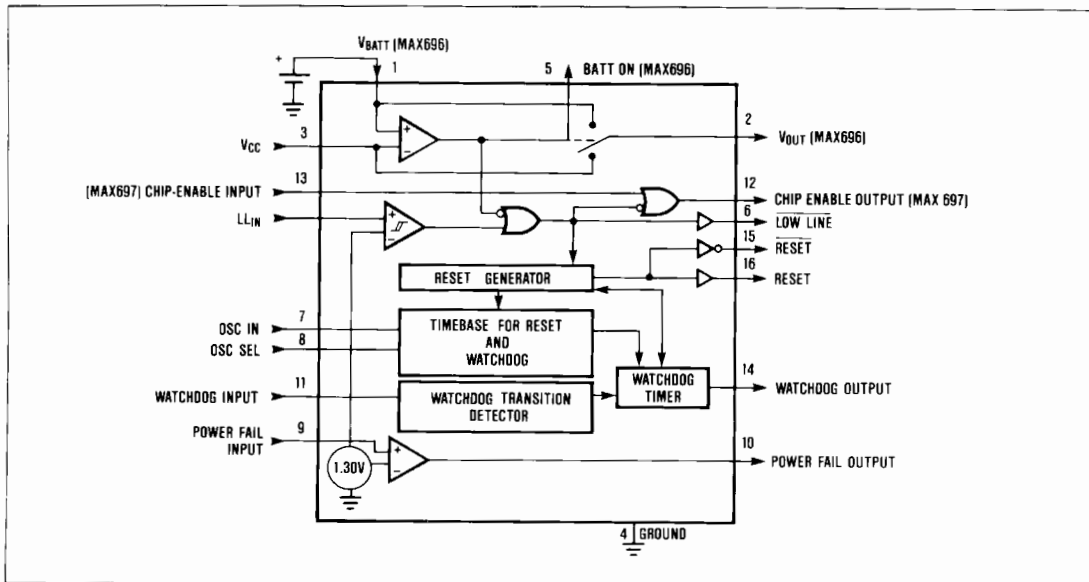 VBATT (MAX696)
1
5 BATT ON (MAX696)
+
+
−
2
VOUT (MAX696)
3
VCC
13
(MAX697) CHIP-ENABLE INPUT
12
CHIP ENABLE OUTPUT (MAX 697)
LLIN
+
−
6
LOW LINE
15
RESET
16
RESET
RESET GENERATOR
7
OSC IN
8
OSC SEL
TIMEBASE FOR RESET
AND
WATCHDOG
11
WATCHDOG INPUT
WATCHDOG TRANSITION
DETECTOR
WATCHDOG
TIMER
14
WATCHDOG OUTPUT
9
POWER FAIL
INPUT
+
−
1.30V
10
POWER FAIL OUTPUT
4 GROUND